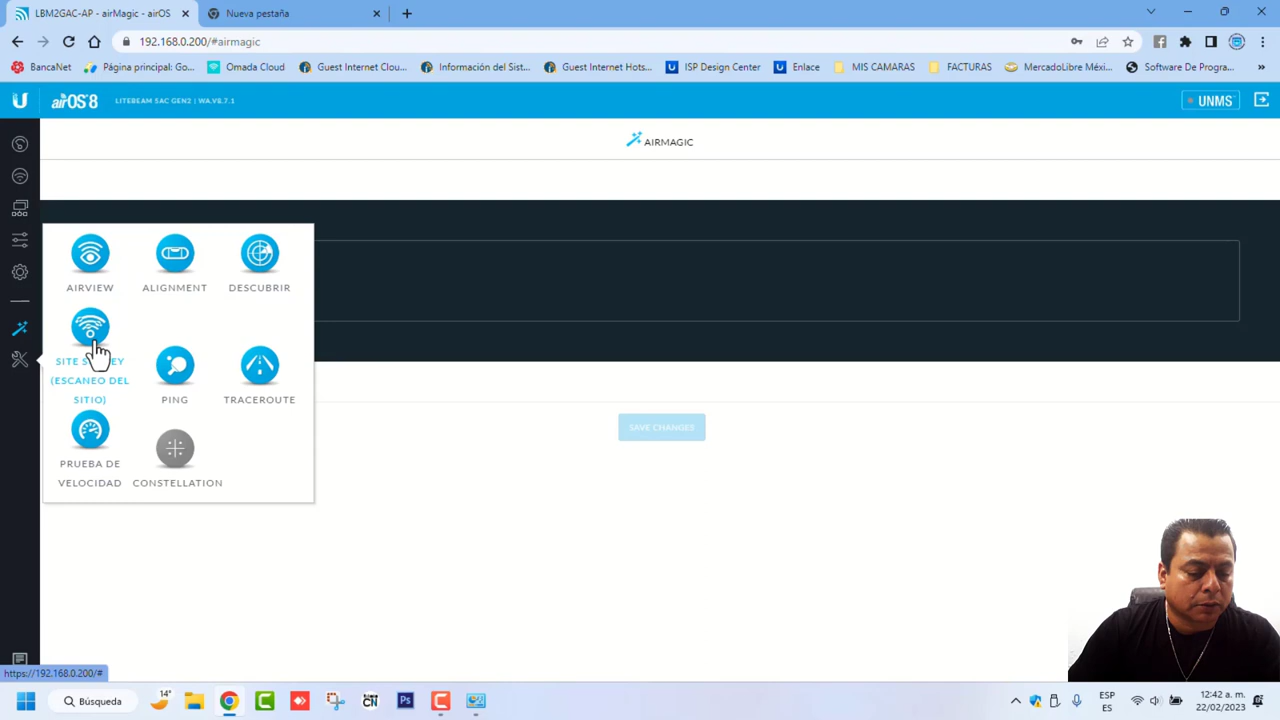 LBM2GAC-AP - airMagic - airOS
Nueva pestaña
192.168.0.200/#airmagic
BancaNet
Página principal: Go...
Omada Cloud
Guest Internet Clou...
Información del Sist...
Guest Internet Hots...
ISP Design Center
Enlace
MIS CAMARAS
FACTURAS
MercadoLibre Méxi...
Software De Progra...
»
U
airOS®8
LITEBEAM 5AC GEN2 | WA.V8.7.1
UNMS
AIRMAGIC
AIRVIEW
ALIGNMENT
DESCUBRIR
(ESCANEO DEL
SITIO)
PING
TRACEROUTE
PRUEBA DE
VELOCIDAD
CONSTELLATION
SAVE CHANGES
https://192.168.0.200/#
14°
Búsqueda
CN
Ps
ESP
ES
12:42 a. m.
22/02/2023